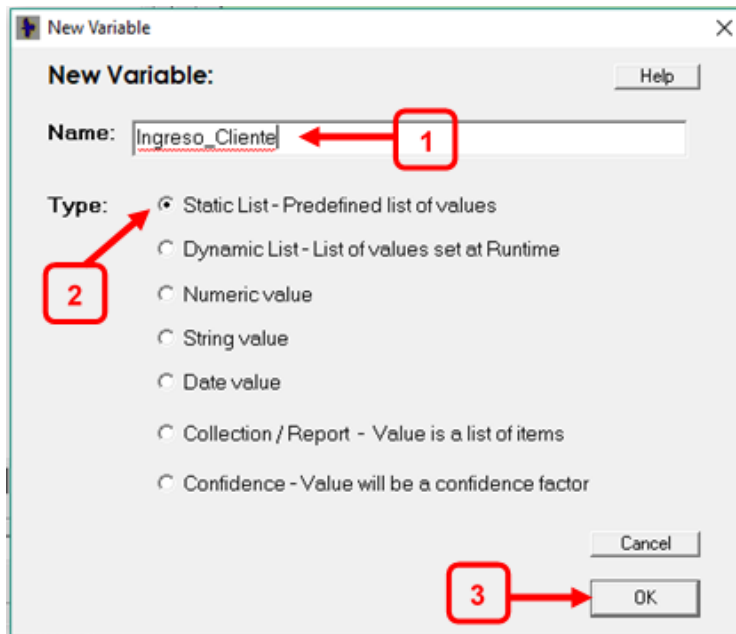 New Variable
New Variable:
Help
Name: Ingreso_Cliente
1
Type: Static List - Predefined list of values
Dynamic List - List of values set at Runtime
2
Numeric value
String value
Date value
Collection / Report - Value is a list of items
Confidence - Value will be a confidence factor
Cancel
3
OK